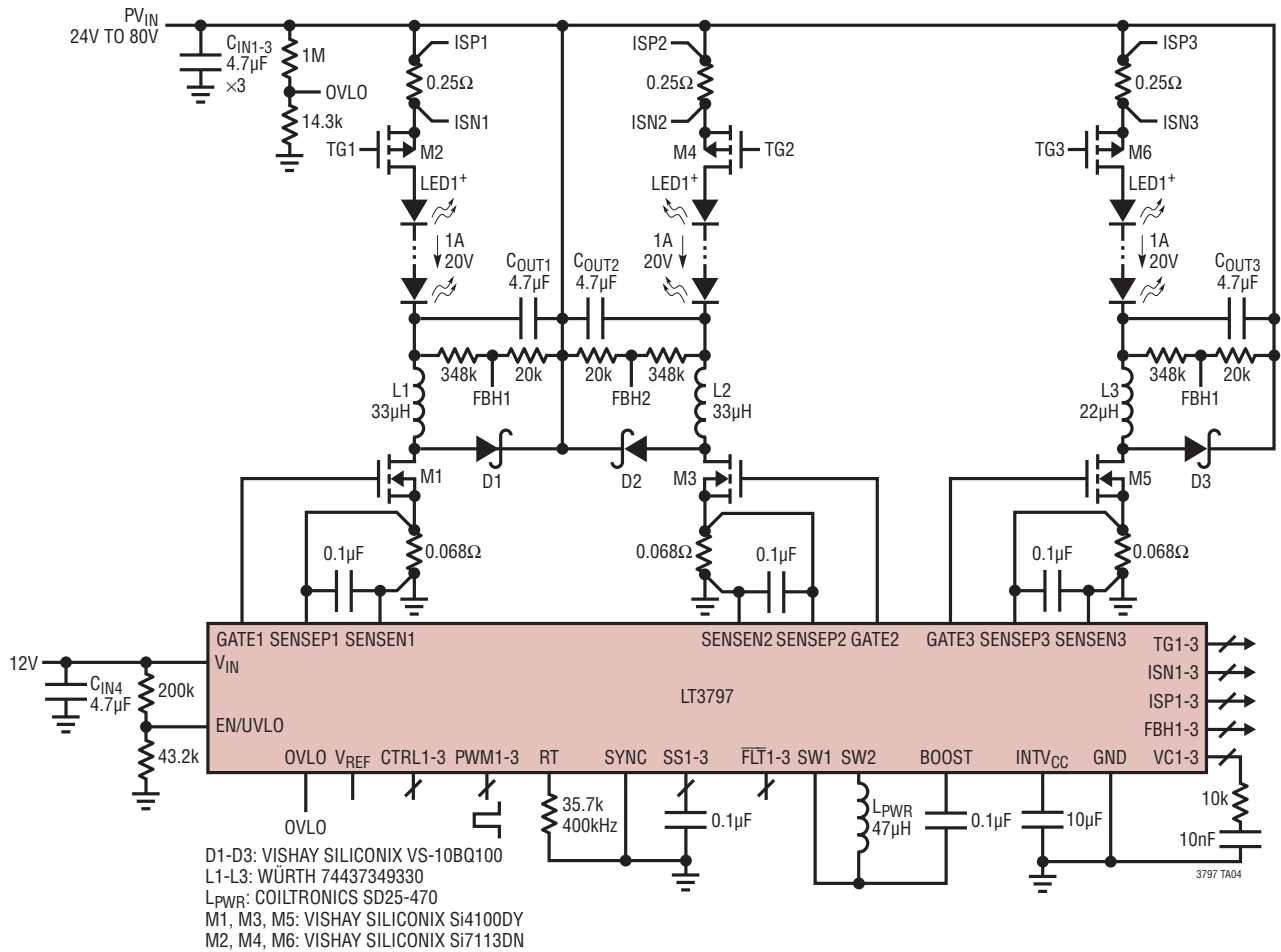 PVIN
24V TO 80V
CIN1-3
4.7µF
×3
1M
OVLO
14.3k
ISP1
0.25Ω
ISN1
TG1
M2
LED1+
1A
20V
COUT1
4.7µF
348k
20k
FBH1
L1
33µH
D1
M1
0.1µF
0.068Ω
ISP2
0.25Ω
ISN2
M4
TG2
LED1+
1A
20V
COUT2
4.7µF
20k
348k
FBH2
L2
33µH
D2
M3
0.068Ω
0.1µF
ISP3
0.25Ω
ISN3
TG3
M6
LED1+
1A
20V
COUT3
4.7µF
348k
20k
FBH1
L3
22µH
D3
M5
0.1µF
0.068Ω
GATE1 SENSEP1 SENSEN1
SENSEN2 SENSEP2 GATE2
GATE3 SENSEP3 SENSEN3
12V
VIN
CIN4
4.7µF
200k
EN/UVLO
43.2k
LT3797
TG1-3
ISN1-3
ISP1-3
FBH1-3
VC1-3
OVLO VREF CTRL1-3 PWM1-3 RT SYNC SS1-3 FLT1-3 SW1 SW2 BOOST INTVCC GND
OVLO
35.7k
400kHz
0.1µF
LPWR
47µH
0.1µF
10µF
10k
10nF
3797 TA04
D1-D3: VISHAY SILICONIX VS-10BQ100
L1-L3: WÜRTH 74437349330
LPWR: COILTRONICS SD25-470
M1, M3, M5: VISHAY SILICONIX Si4100DY
M2, M4, M6: VISHAY SILICONIX Si7113DN